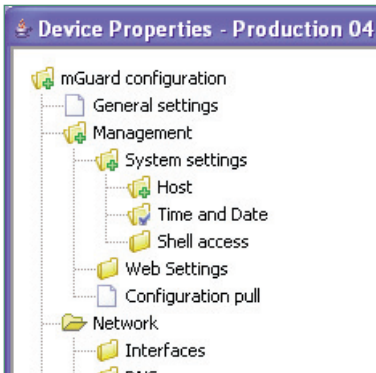 Device Properties - Production 04
mGuard configuration
General settings
Management
System settings
Host
Time and Date
Shell access
Web Settings
Configuration pull
Network
Interfaces